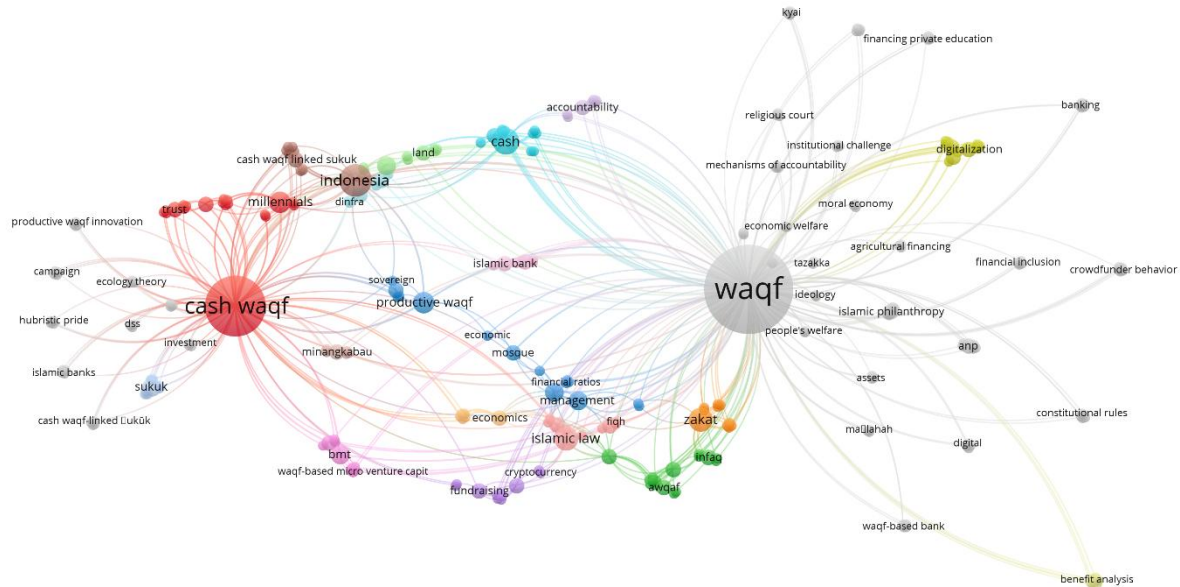 kyai
financing private education
accountability
banking
religious court
cash
institutional challenge
digitalization
land
cash waqf linked sukuk
mechanisms of accountability
indonesia
millennials
dinfra
moral economy
trust
productive waqf innovation
economic welfare
agricultural financing
islamic bank
tazakka
financial inclusion
crowdfunder behavior
campaign
ecology theory
sovereign
waqf
ideology
cash waqf
productive waqf
islamic philanthropy
hubristic pride
dss
economic
people's welfare
investment
mosque
anp
minangkabau
islamic banks
sukuk
financial ratios
assets
management
cash waqf-linked □ukūk
economics
fiqh
zakat
constitutional rules
islamic law
ma□lahah
digital
bmt
infaq
waqf-based micro venture capit
cryptocurrency
fundraising
awqaf
waqf-based bank
benefit analysis